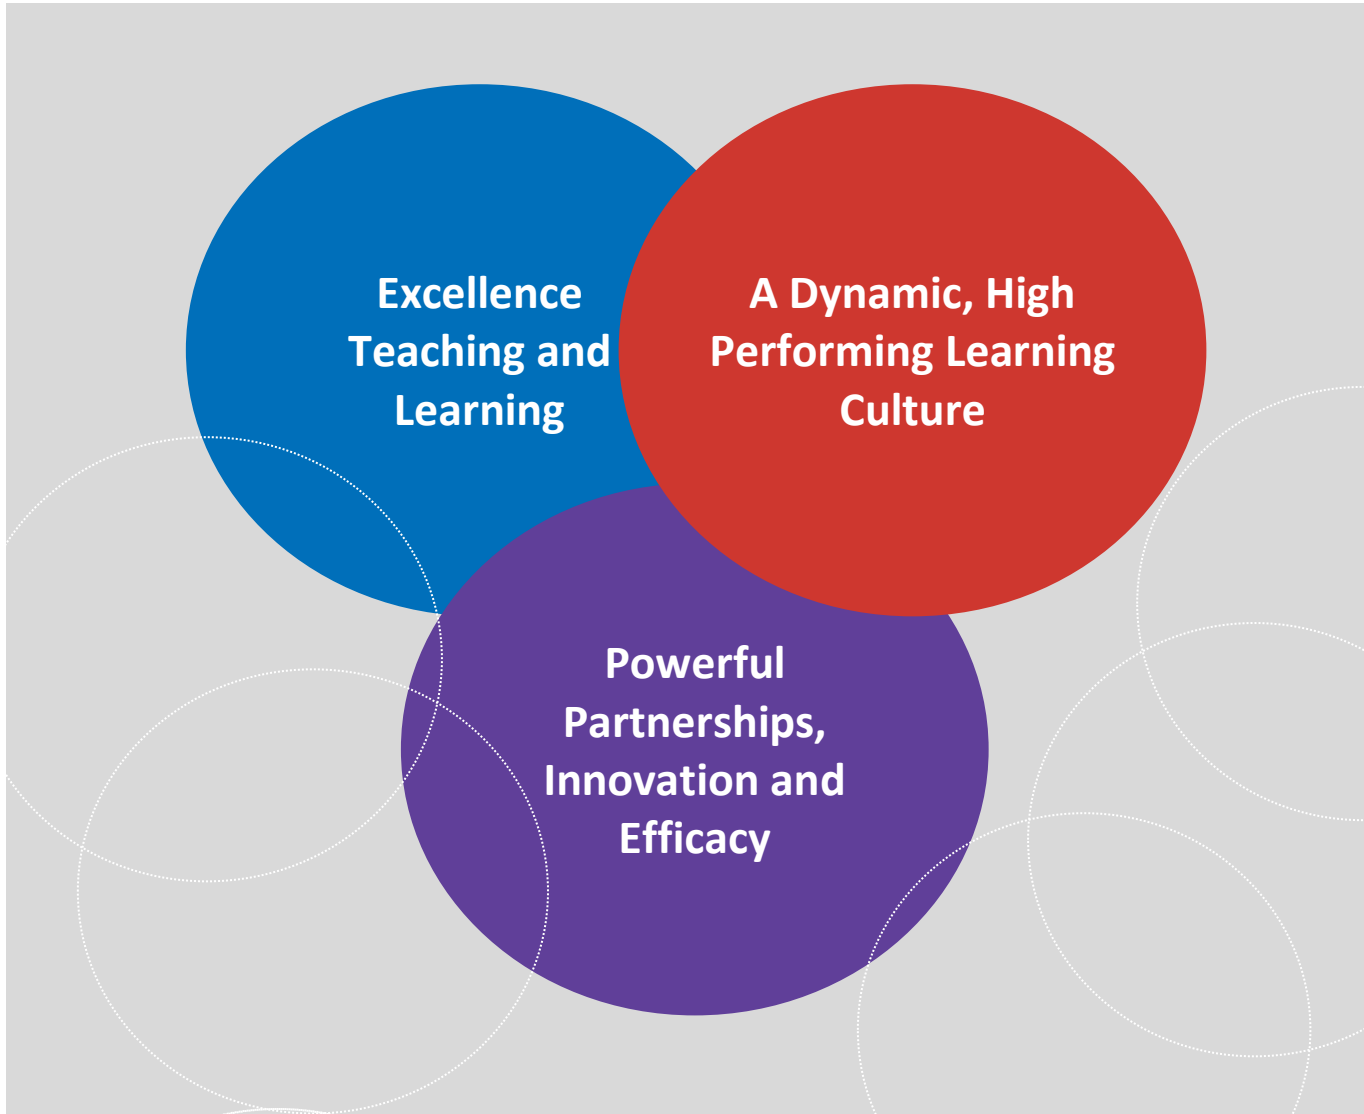 Excellence
Teaching and
Learning
A Dynamic, High
Performing Learning
Culture
Powerful
Partnerships,
Innovation and
Efficacy